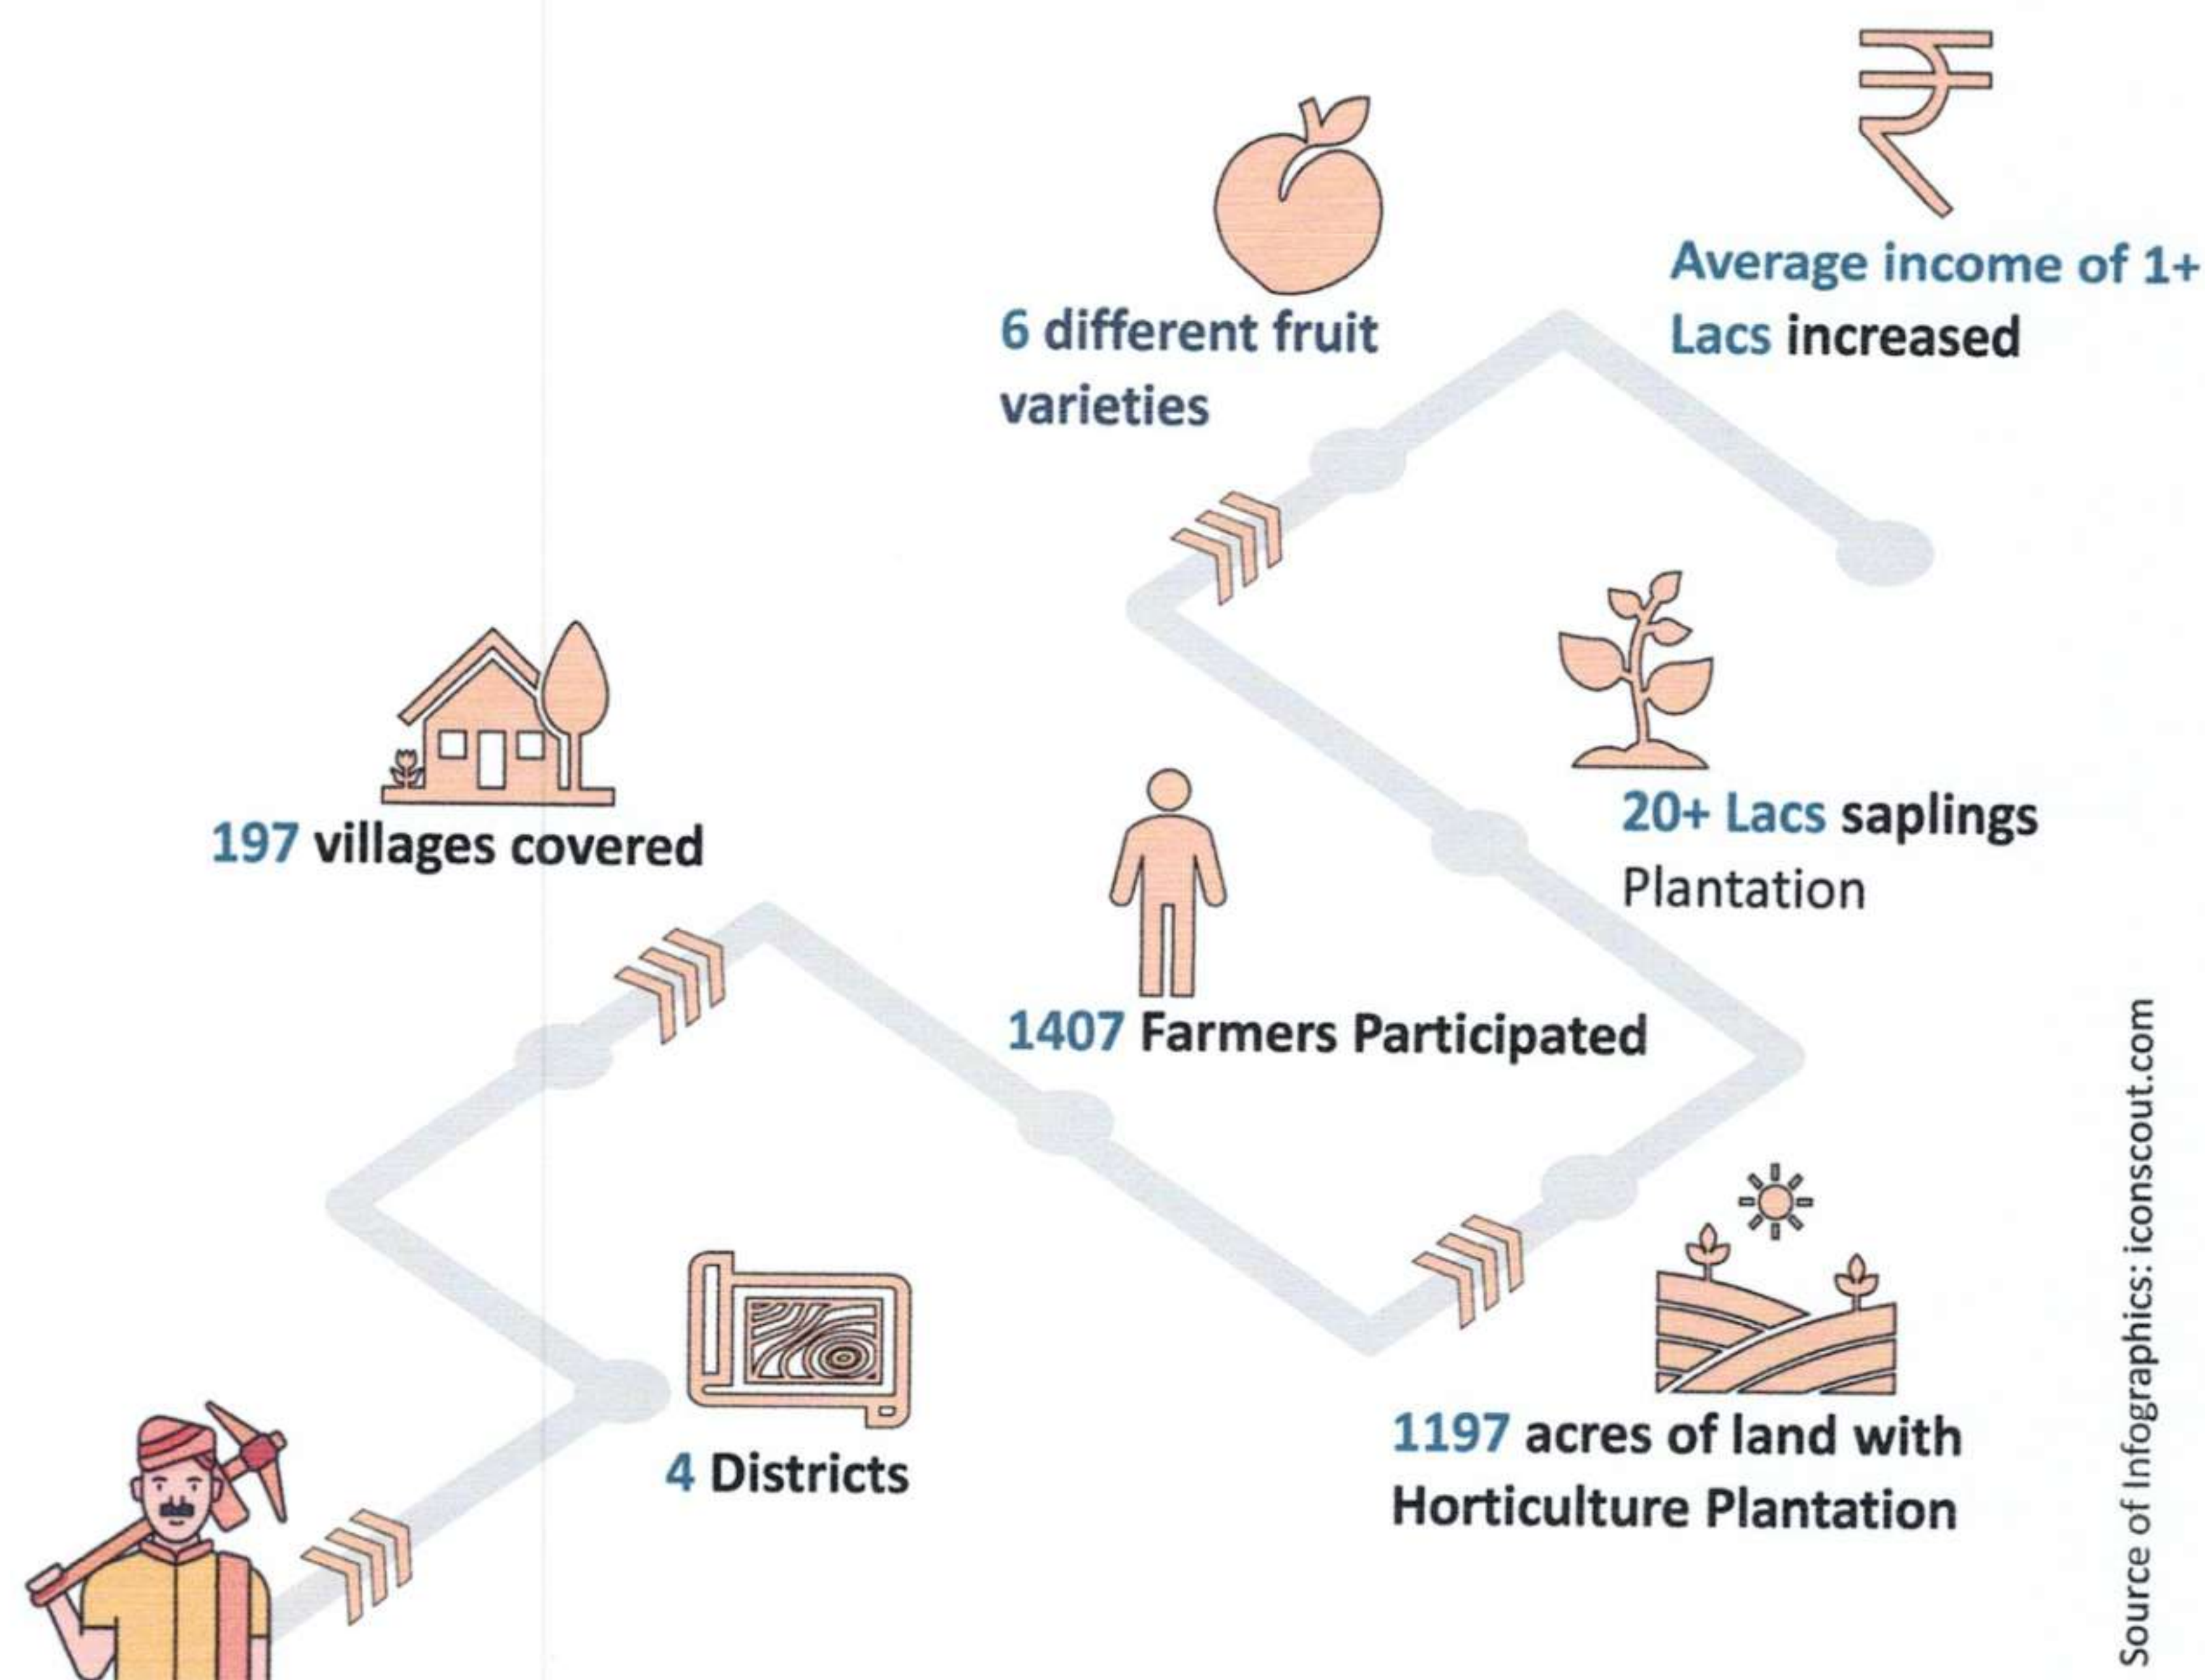 ₹
Average income of 1+
Lacs increased
6 different fruit
varieties
20+ Lacs saplings
Plantation
197 villages covered
1407 Farmers Participated
1197 acres of land with
Horticulture Plantation
4 Districts
Source of Infographics: iconscout.com